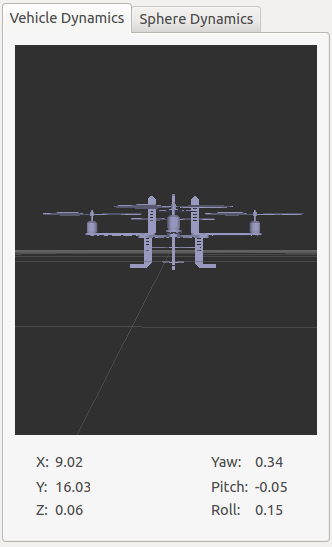 Vehicle Dynamics Sphere Dynamics
X: 9.02 Yaw: 0.34
Y: 16.03 Pitch: -0.05
Z: 0.06 Roll: 0.15